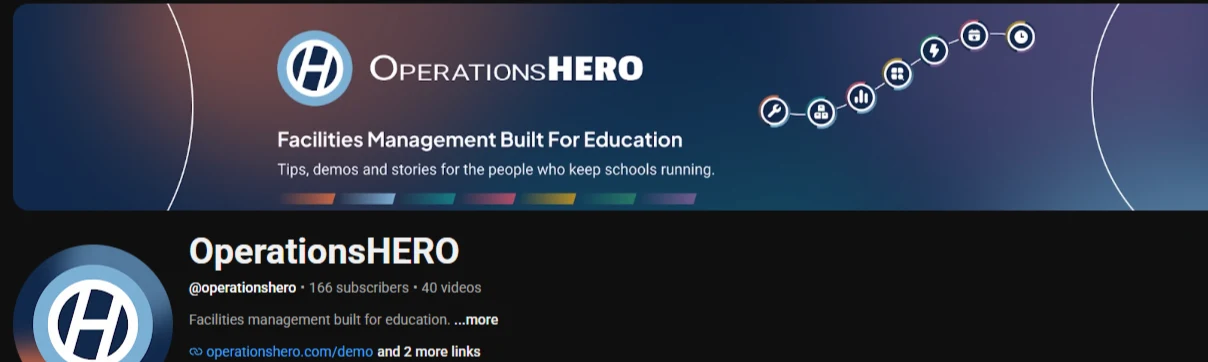 H OPERATIONSHERO
Facilities Management Built For Education
Tips, demos and stories for the people who keep schools running.
H
OperationsHERO
@operationshero • 166 subscribers • 40 videos
Facilities management built for education. ...more
operationshero.com/demo and 2 more links